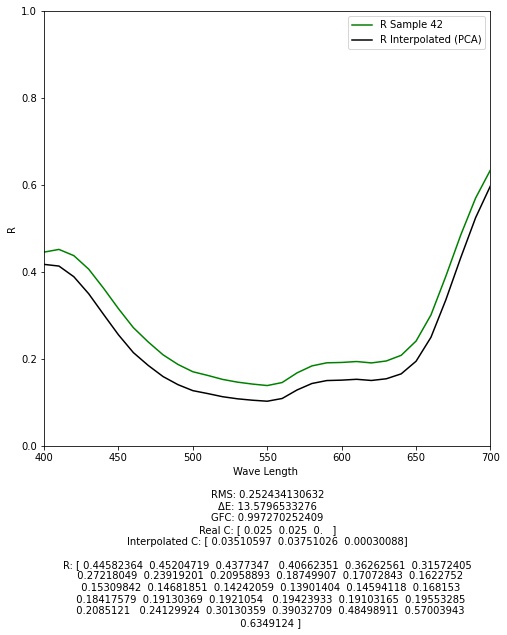 R Sample 42
R Interpolated (PCA)
1.0
0.8
0.6
0.4
0.2
0.0
R
400 450 500 550 600 650 700
Wave Length
RMS: 0.252434130632
ΔE: 13.5796533276
GFC: 0.997270252409
Real C: [ 0.025 0.025 0. ]
Interpolated C: [ 0.03510597 0.03751026 0.00030088]
R: [ 0.44582364 0.45204719 0.4377347 0.40662351 0.36262561 0.31572405
0.27218049 0.23919201 0.20958893 0.18749907 0.17072843 0.1622752
0.15309842 0.14681851 0.14242059 0.13901404 0.14594118 0.168153
0.18417579 0.19130369 0.1921054 0.19423933 0.19103165 0.19553285
0.2085121 0.24129924 0.30130359 0.39032709 0.48498911 0.57003943
0.6349124 ]